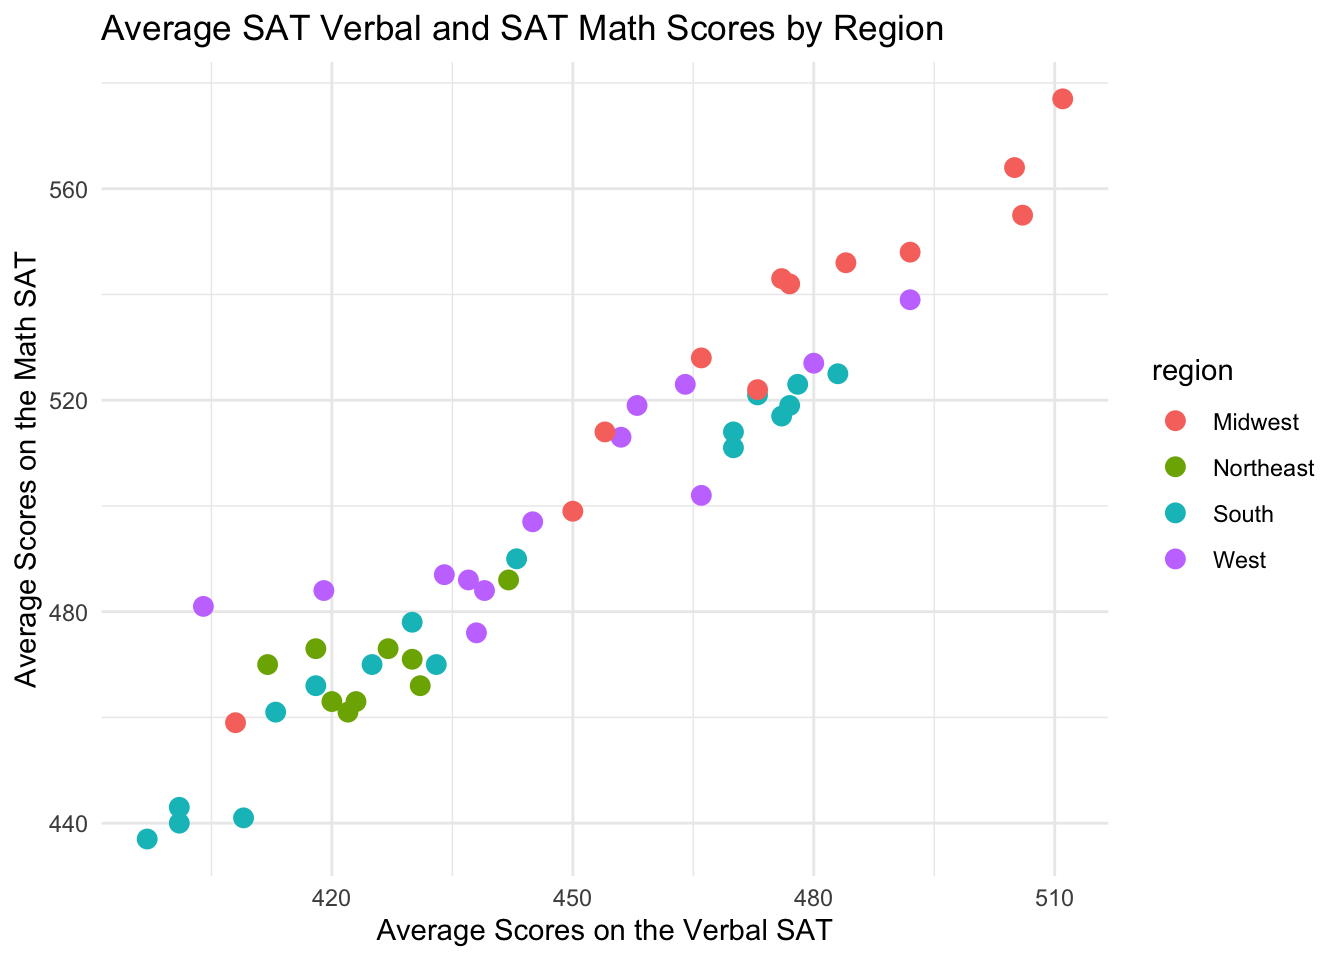 Average SAT Verbal and SAT Math Scores by Region
Average Scores on the Math SAT
560
520
480
440
420 450 480 510
Average Scores on the Verbal SAT
region
Midwest
Northeast
South
West